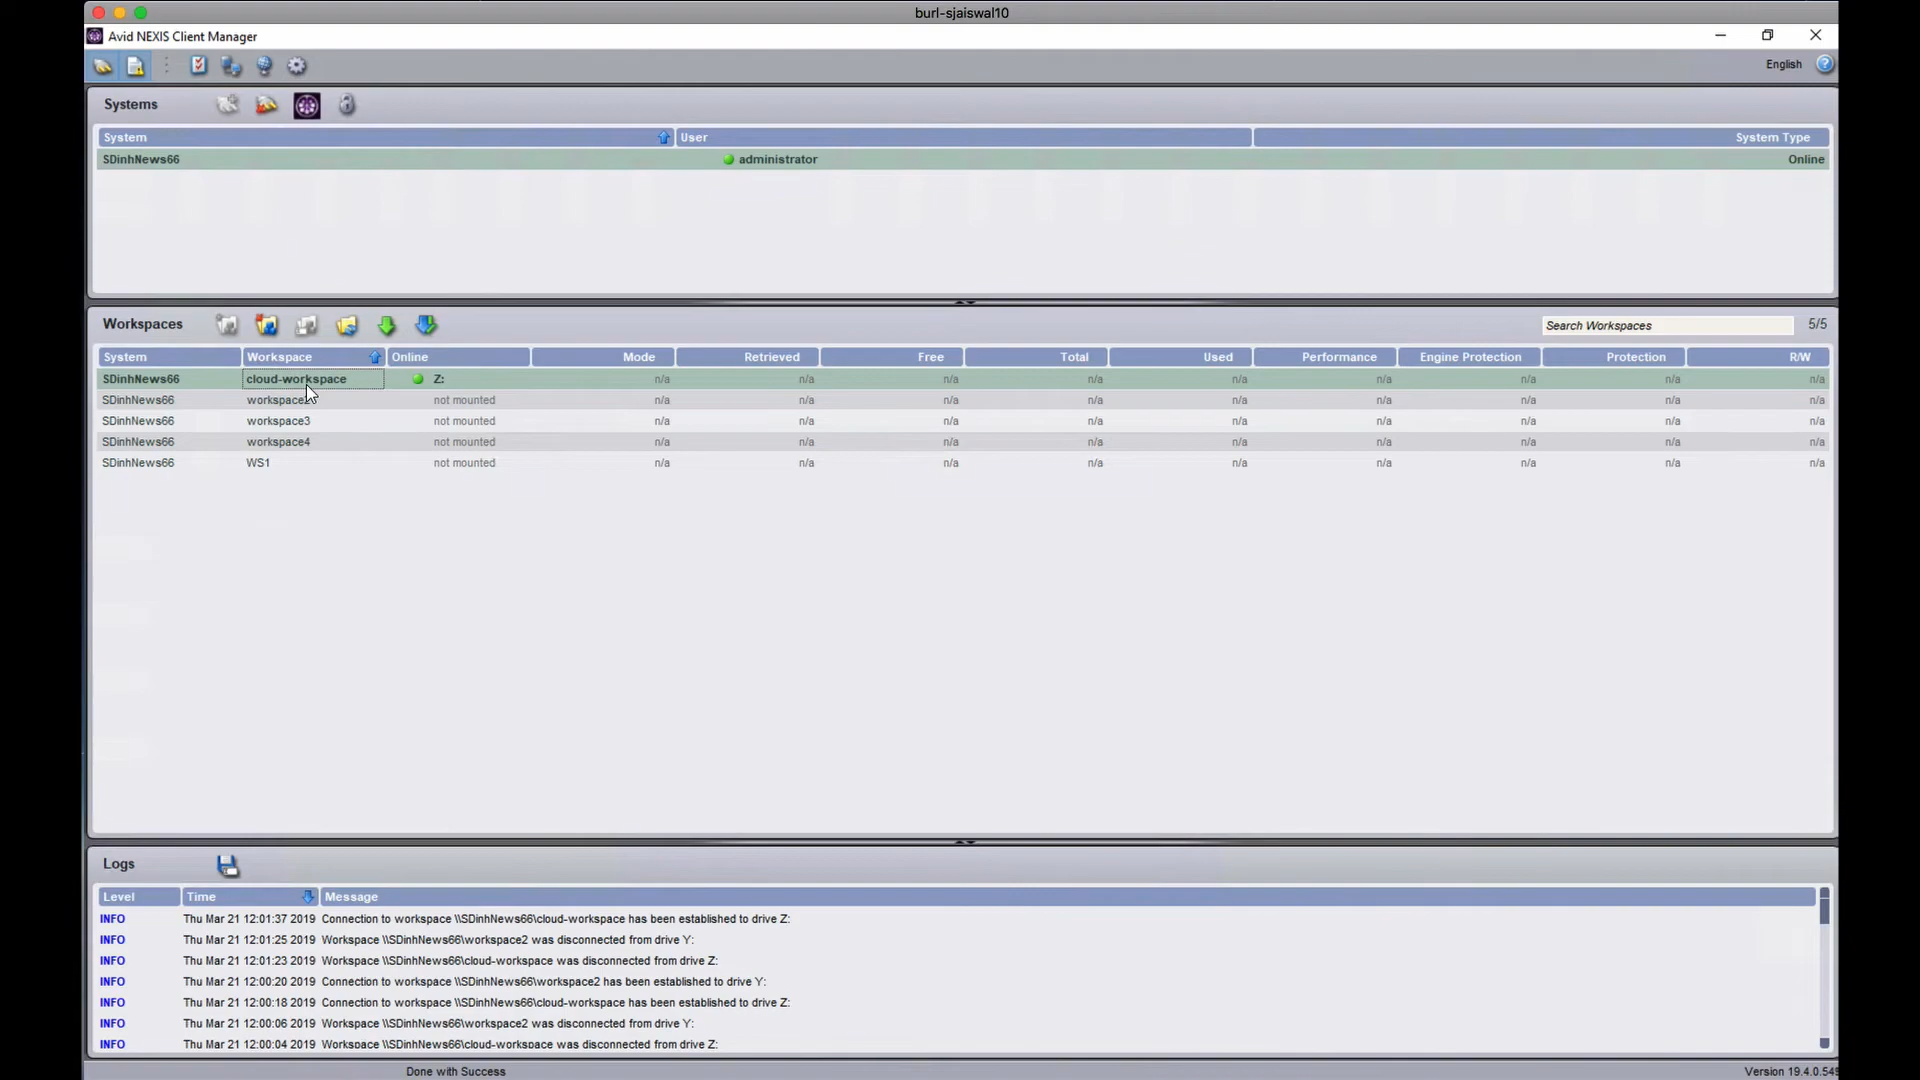 burl-sjaiswal10
Avid NEXIS Client Manager
English
Systems
System User System Type
SDinhNews66 administrator Online
Workspaces Search Workspaces 5/5
System Workspace Online Mode Retrieved Free Total Used Performance Engine Protection Protection R/W
SDinhNews66 cloud-workspace Z: n/a n/a n/a n/a n/a n/a n/a n/a n/a
SDinhNews66 workspace2 not mounted n/a n/a n/a n/a n/a n/a n/a n/a n/a
SDinhNews66 workspace3 not mounted n/a n/a n/a n/a n/a n/a n/a n/a n/a
SDinhNews66 workspace4 not mounted n/a n/a n/a n/a n/a n/a n/a n/a n/a
SDinhNews66 WS1 not mounted n/a n/a n/a n/a n/a n/a n/a n/a n/a
Logs
Level Time Message
INFO Thu Mar 21 12:01:37 2019 Connection to workspace \\SDinhNews66\cloud-workspace has been established to drive Z:
INFO Thu Mar 21 12:01:25 2019 Workspace \\SDinhNews66\workspace2 was disconnected from drive Y:
INFO Thu Mar 21 12:01:23 2019 Workspace \\SDinhNews66\cloud-workspace was disconnected from drive Z:
INFO Thu Mar 21 12:00:20 2019 Connection to workspace \\SDinhNews66\workspace2 has been established to drive Y:
INFO Thu Mar 21 12:00:18 2019 Connection to workspace \\SDinhNews66\cloud-workspace has been established to drive Z:
INFO Thu Mar 21 12:00:06 2019 Workspace \\SDinhNews66\workspace2 was disconnected from drive Y:
INFO Thu Mar 21 12:00:04 2019 Workspace \\SDinhNews66\cloud-workspace was disconnected from drive Z:
Done with Success Version 19.4.0.549